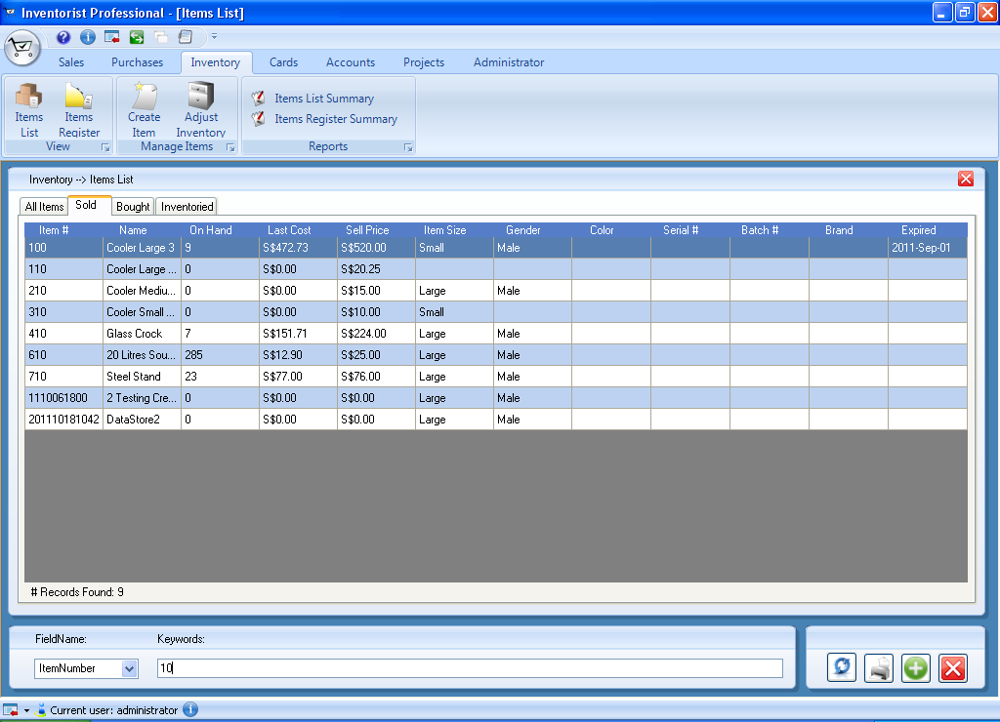 Inventorist Professional - [Items List]
Sales Purchases Inventory Cards Accounts Projects Administrator
Items List
Items Register
Create Item
Adjust Inventory
Items List Summary
Items Register Summary
View Manage Items Reports
Inventory --> Items List
All Items Sold Bought Inventoried
Item # Name On Hand Last Cost Sell Price Item Size Gender Color Serial # Batch # Brand Expired
100 Cooler Large 3 9 S$472.73 S$520.00 Small Male 2011-Sep-01
110 Cooler Large ... 0 S$0.00 S$20.25
210 Cooler Mediu... 0 S$0.00 S$15.00 Large Male
310 Cooler Small ... 0 S$0.00 S$10.00 Small
410 Glass Crock 7 S$151.71 S$224.00 Large Male
610 20 Litres Sou... 285 S$12.90 S$25.00 Large Male
710 Steel Stand 23 S$77.00 S$76.00 Large Male
1110061800 2 Testing Cre... 0 S$0.00 S$0.00 Large Male
201110181042 DataStore2 0 S$0.00 S$0.00 Large Male
# Records Found: 9
FieldName: Keywords:
ItemNumber 10
Current user: administrator